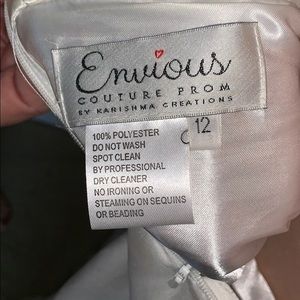 Envious
COUTURE PROM
BY KARISHMA CREATIONS
12
100% POLYESTER
DO NOT WASH
SPOT CLEAN
BY PROFESSIONAL
DRY CLEANER
NO IRONING OR
STEAMING ON SEQUINS
OR BEADING